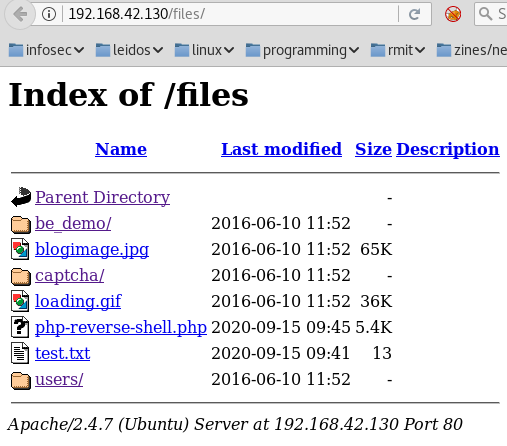 192.168.42.130/files/
S
infosec leidos linux programming rmit zines/ne
Index of /files
Name Last modified Size Description
Parent Directory -
be_demo/ 2016-06-10 11:52 -
blogimage.jpg 2016-06-10 11:52 65K
captcha/ 2016-06-10 11:52 -
loading.gif 2016-06-10 11:52 36K
php-reverse-shell.php 2020-09-15 09:45 5.4K
test.txt 2020-09-15 09:41 13
users/ 2016-06-10 11:52 -
Apache/2.4.7 (Ubuntu) Server at 192.168.42.130 Port 80